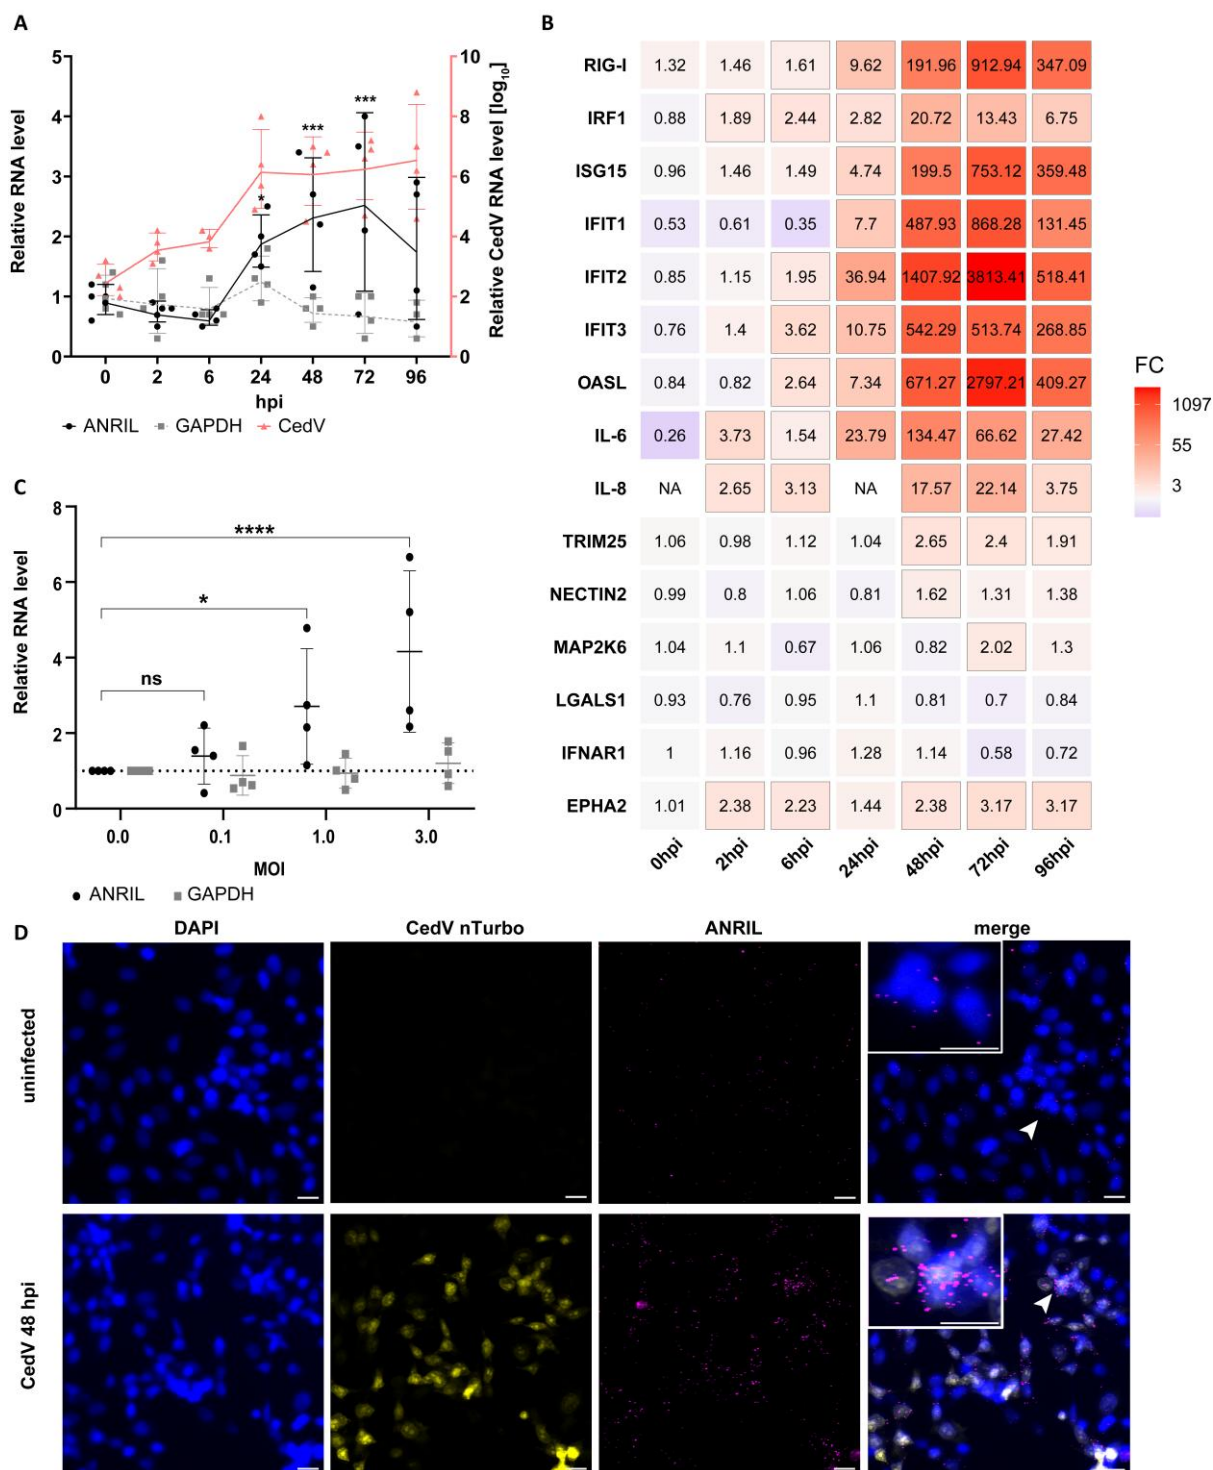 A
Relative RNA level
5
4
3
2
1
0
10
8
6
4
2
0
Relative CedV RNA level [log10]
*
***
***
0 2 6 24 48 72 96
hpi
ANRIL GAPDH CedV
B
RIG-I 1.32 1.46 1.61 9.62 191.96 912.94 347.09
IRF1 0.88 1.89 2.44 2.82 20.72 13.43 6.75
ISG15 0.96 1.46 1.49 4.74 199.5 753.12 359.48
IFIT1 0.53 0.61 0.35 7.7 487.93 868.28 131.45
IFIT2 0.85 1.15 1.95 36.94 1407.92 3813.41 518.41
IFIT3 0.76 1.4 3.62 10.75 542.29 513.74 268.85
OASL 0.84 0.82 2.64 7.34 671.27 2797.21 409.27
IL-6 0.26 3.73 1.54 23.79 134.47 66.62 27.42
IL-8 NA 2.65 3.13 NA 17.57 22.14 3.75
TRIM25 1.06 0.98 1.12 1.04 2.65 2.4 1.91
NECTIN2 0.99 0.8 1.06 0.81 1.62 1.31 1.38
MAP2K6 1.04 1.1 0.67 1.06 0.82 2.02 1.3
LGALS1 0.93 0.76 0.95 1.1 0.81 0.7 0.84
IFNAR1 1 1.16 0.96 1.28 1.14 0.58 0.72
EPHA2 1.01 2.38 2.23 1.44 2.38 3.17 3.17
0hpi 2hpi 6hpi 24hpi 48hpi 72hpi 96hpi
FC
1097
55
3
C
Relative RNA level
8
6
4
2
0
****
*
ns
0.0 0.1 1.0 3.0
MOI
ANRIL GAPDH
D
DAPI CedV nTurbo ANRIL merge
uninfected
CedV 48 hpi